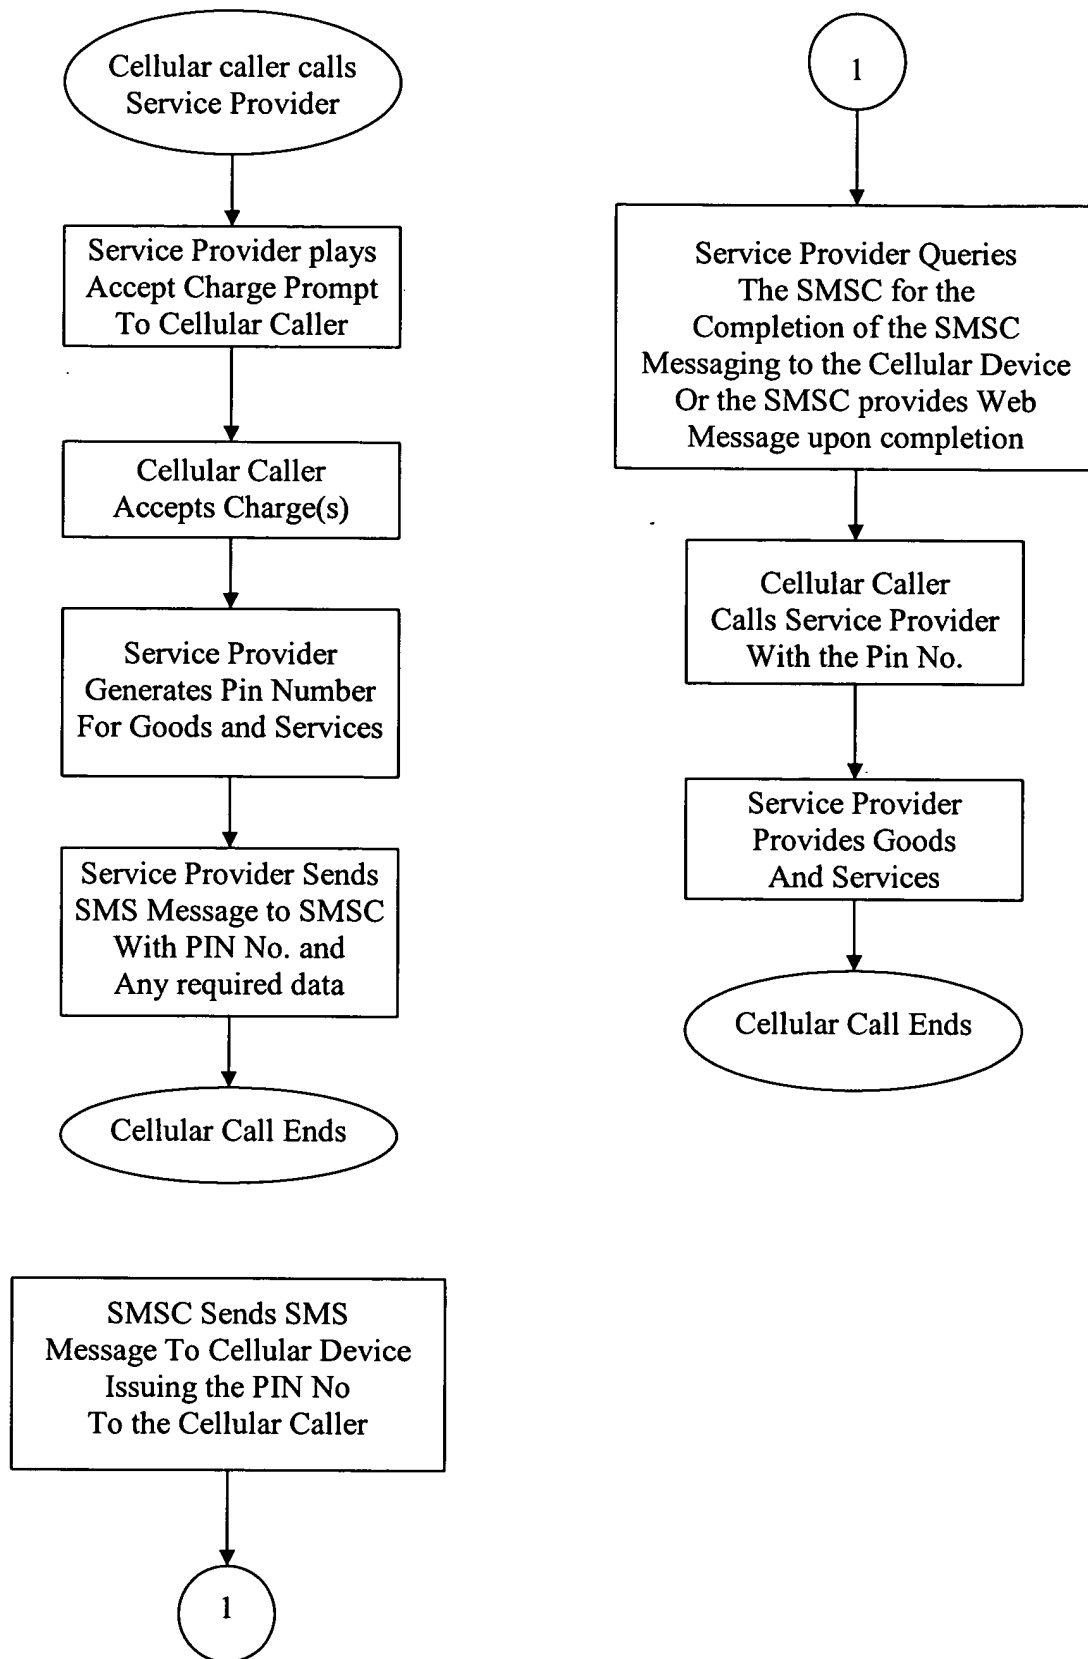 Cellular caller calls
Service Provider
Service Provider plays
Accept Charge Prompt
To Cellular Caller
Cellular Caller
Accepts Charge(s)
Service Provider
Generates Pin Number
For Goods and Services
Service Provider Sends
SMS Message to SMSC
With PIN No. and
Any required data
Cellular Call Ends
SMSC Sends SMS
Message To Cellular Device
Issuing the PIN No
To the Cellular Caller
1
1
Service Provider Queries
The SMSC for the
Completion of the SMSC
Messaging to the Cellular Device
Or the SMSC provides Web
Message upon completion
Cellular Caller
Calls Service Provider
With the Pin No.
Service Provider
Provides Goods
And Services
Cellular Call Ends